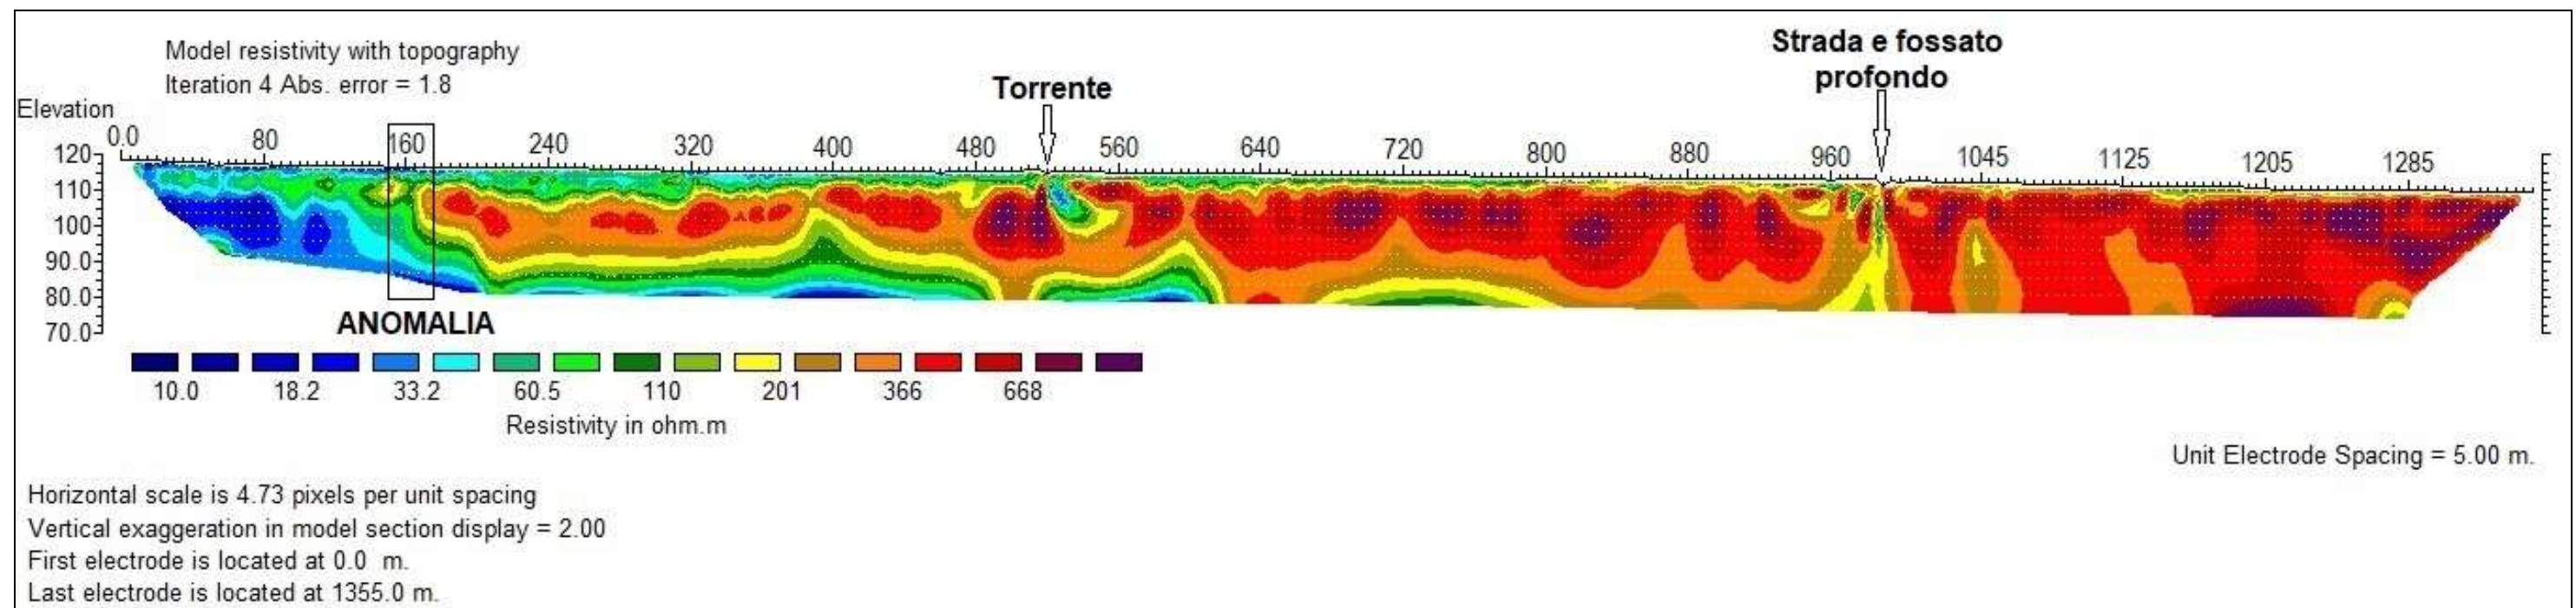 Model resistivity with topography
Iteration 4 Abs. error = 1.8
Strada e fossato
profondo
Torrente
Elevation
0.0 80 160 240 320 400 480 560 640 720 800 880 960 1045 1125 1205 1285
120
110
100
90.0
80.0
70.0
ANOMALIA
10.0 18.2 33.2 60.5 110 201 366 668
Resistivity in ohm.m
Unit Electrode Spacing = 5.00 m.
Horizontal scale is 4.73 pixels per unit spacing
Vertical exaggeration in model section display = 2.00
First electrode is located at 0.0 m.
Last electrode is located at 1355.0 m.